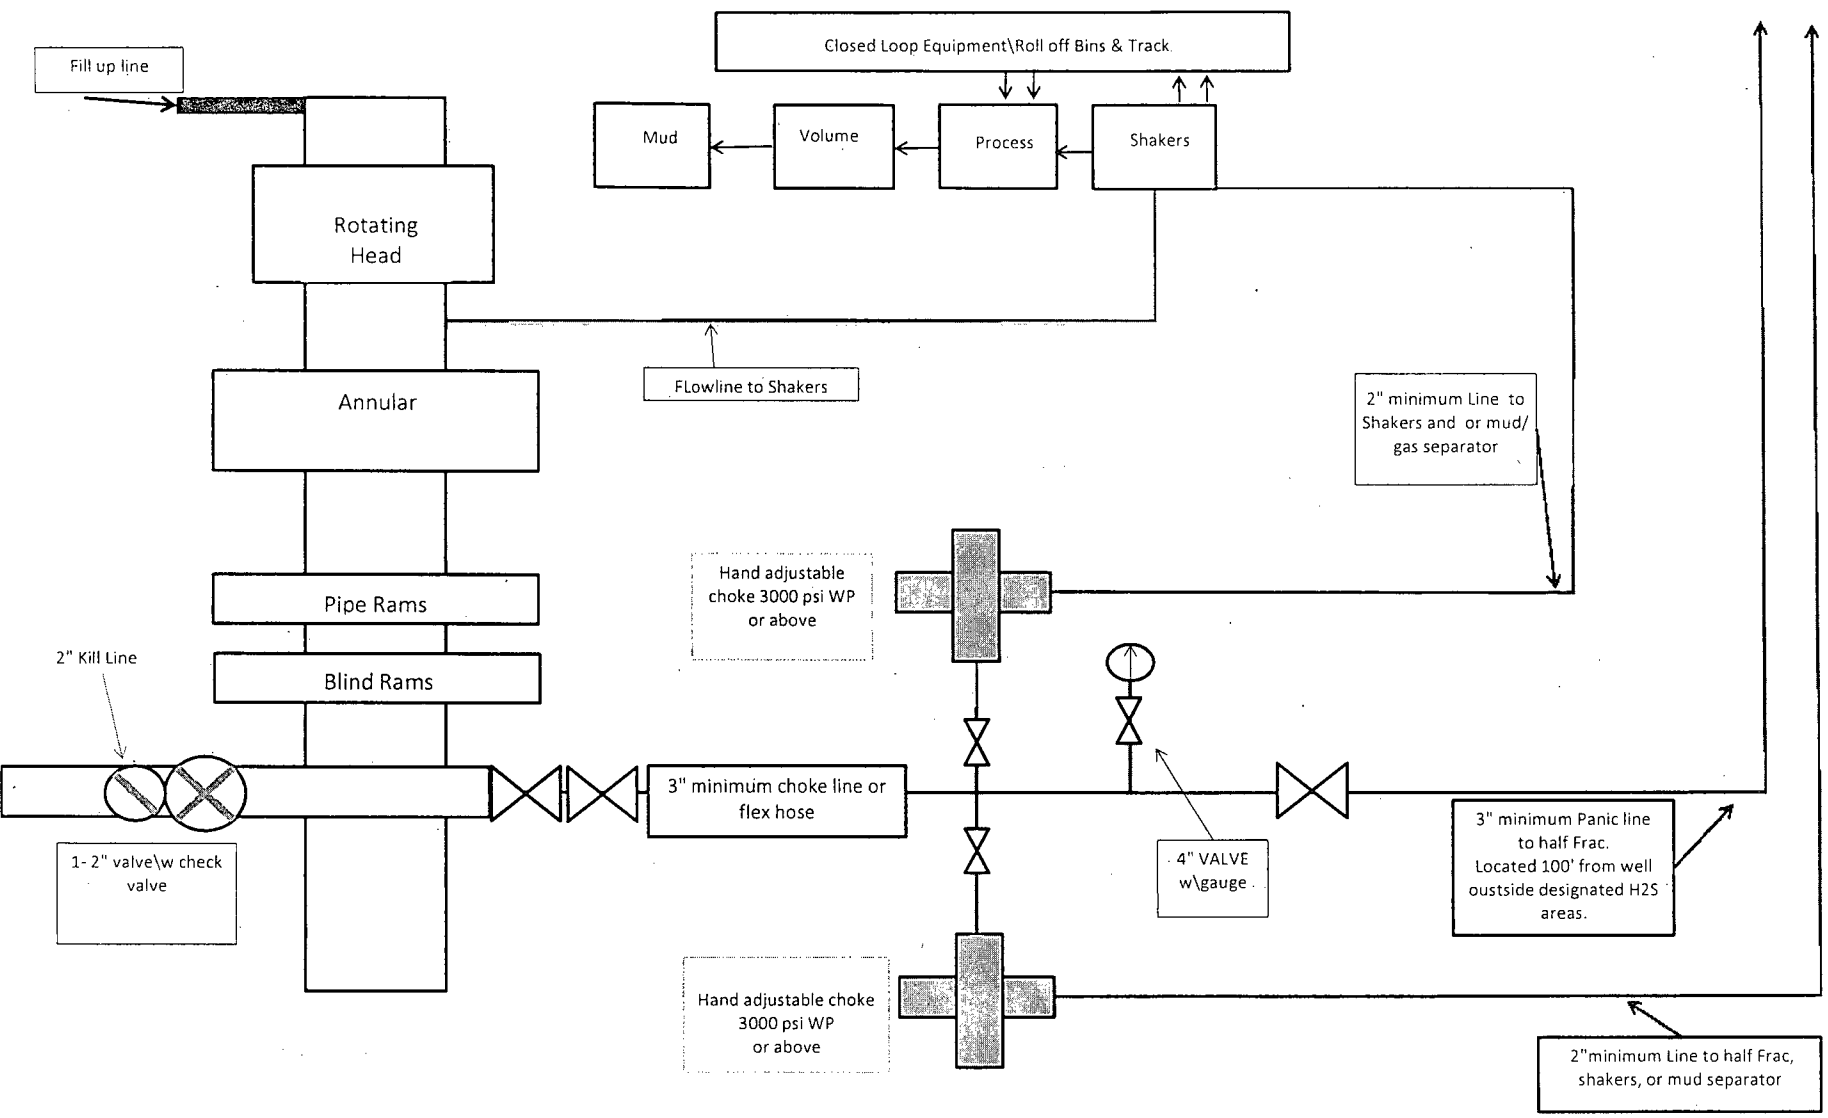 Closed Loop Equipment\Roll off Bins & Track
Fill up line
Mud
Volume
Process
Shakers
Rotating
Head
FLowline to Shakers
Annular
2" minimum Line to
Shakers and or mud/
gas separator
Hand adjustable
choke 3000 psi WP
or above
Pipe Rams
2" Kill Line
Blind Rams
3" minimum choke line or
flex hose
1- 2" valve\w check
valve
4" VALVE
w\gauge
3" minimum Panic line
to half Frac.
Located 100' from well
oustside designated H2S
areas.
Hand adjustable choke
3000 psi WP
or above
2"minimum Line to half Frac,
shakers, or mud separator